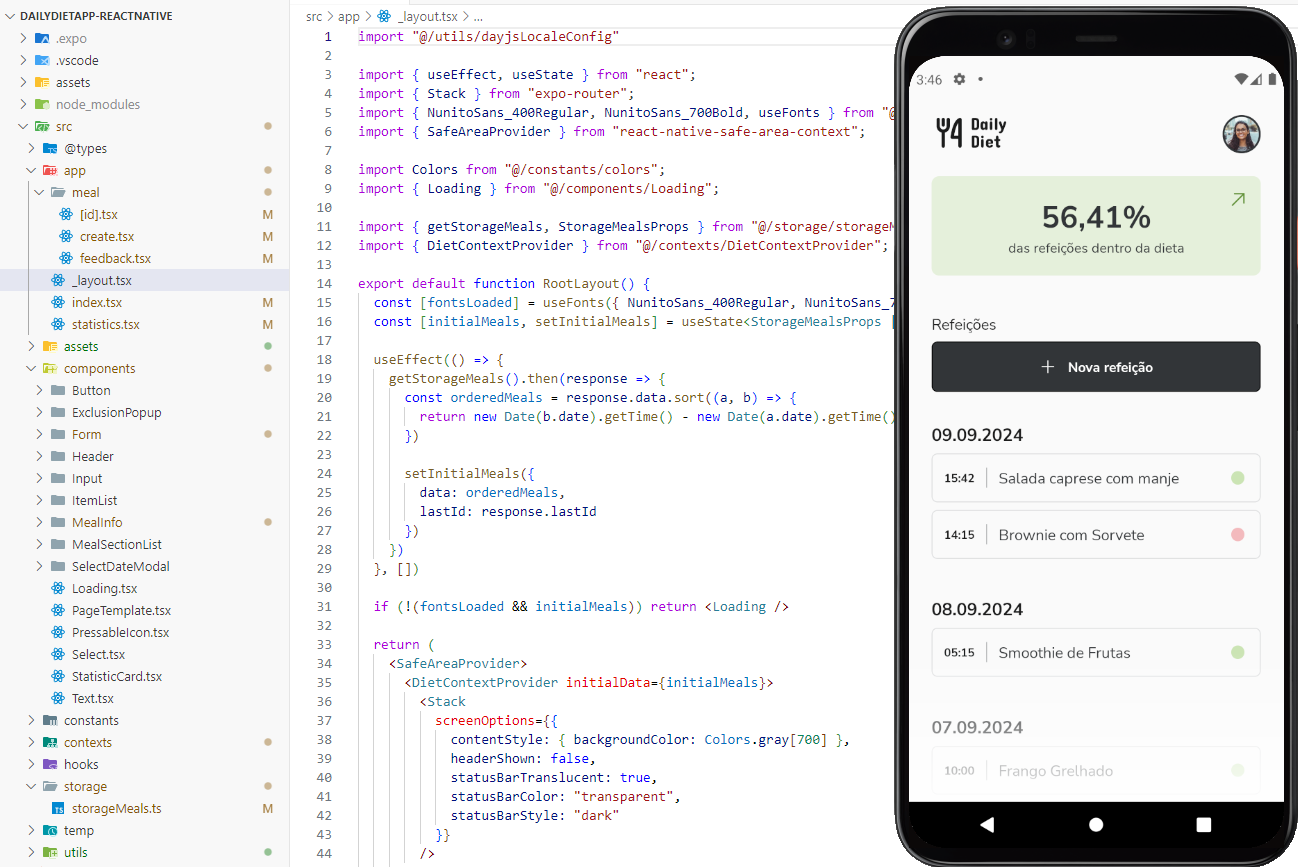 DAILYDIETAPP-REACTNATIVE
.expo
.vscode
assets
node_modules
src
@types
app
meal
[id].tsx M
create.tsx M
feedback.tsx M
_layout.tsx
index.tsx M
statistics.tsx M
assets
components
Button
ExclusionPopup
Form
Header
Input
ItemList
MealInfo
MealSectionList
SelectDateModal
Loading.tsx
PageTemplate.tsx
PressableIcon.tsx
Select.tsx
StatisticCard.tsx
Text.tsx
constants
contexts
hooks
storage
TS storageMeals.ts M
temp
utils
src > app > _layout.tsx > ...
1 import "@/utils/dayjsLocaleConfig"
2
3 import { useEffect, useState } from "react";
4 import { Stack } from "expo-router";
5 import { NunitoSans_400Regular, NunitoSans_700Bold, useFonts } from "@
6 import { SafeAreaProvider } from "react-native-safe-area-context";
7
8 import Colors from "@/constants/colors";
9 import { Loading } from "@/components/Loading";
10
11 import { getStorageMeals, StorageMealsProps } from "@/storage/storageM
12 import { DietContextProvider } from "@/contexts/DietContextProvider";
13
14 export default function RootLayout() {
15 const [fontsLoaded] = useFonts({ NunitoSans_400Regular, NunitoSans_7
16 const [initialMeals, setInitialMeals] = useState<StorageMealsProps |
17
18 useEffect(() => {
19 getStorageMeals().then(response => {
20 const orderedMeals = response.data.sort((a, b) => {
21 return new Date(b.date).getTime() - new Date(a.date).getTime()
22 })
23
24 setInitialMeals({
25 data: orderedMeals,
26 lastId: response.lastId
27 })
28 })
29 }, [])
30
31 if (!(fontsLoaded && initialMeals)) return <Loading />
32
33 return (
34 <SafeAreaProvider>
35 <DietContextProvider initialData={initialMeals}>
36 <Stack
37 screenOptions={{
38 contentStyle: { backgroundColor: Colors.gray[700] },
39 headerShown: false,
40 statusBarTranslucent: true,
41 statusBarColor: "transparent",
42 statusBarStyle: "dark"
43 }}
44 />
3:46
Daily
Diet
56,41%
das refeições dentro da dieta
Refeições
+ Nova refeição
09.09.2024
15:42 Salada caprese com manje
14:15 Brownie com Sorvete
08.09.2024
05:15 Smoothie de Frutas
07.09.2024
10:00 Frango Grelhado